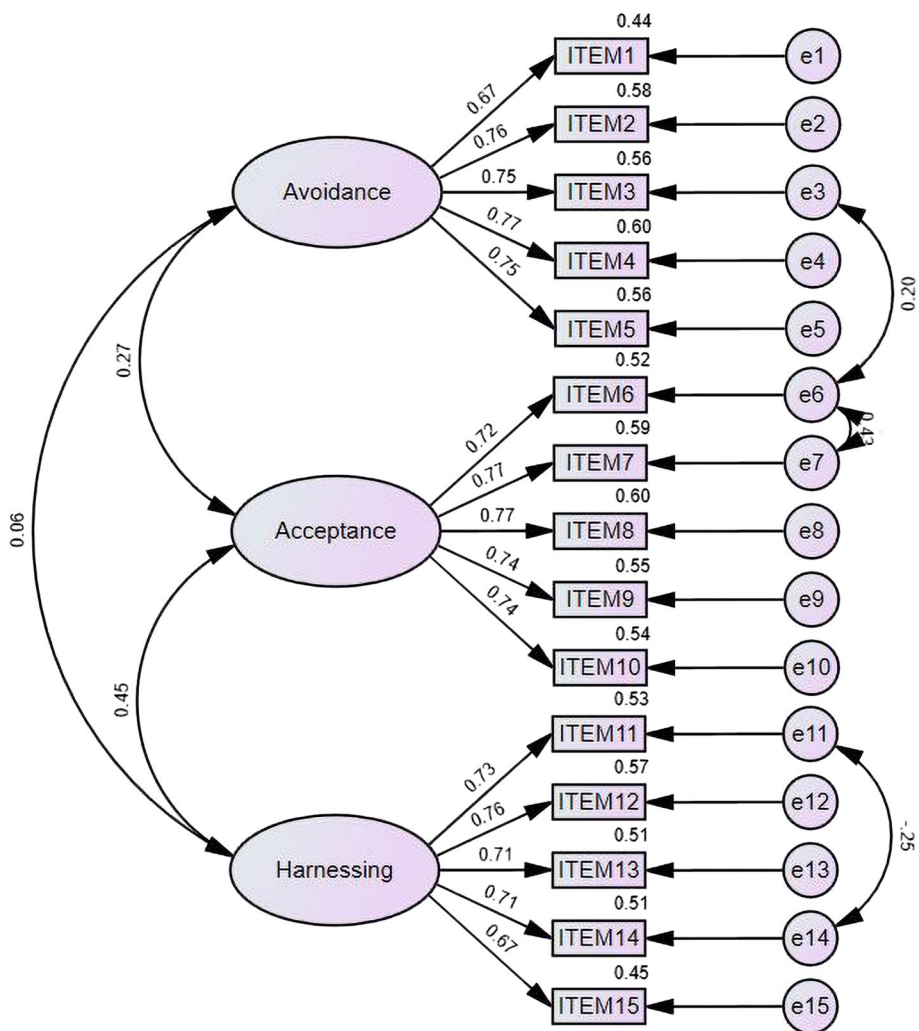 0.44
ITEM1
e1
0.67
0.58
ITEM2
e2
0.76
0.56
Avoidance
0.75
ITEM3
e3
0.60
0.77
ITEM4
e4
0.20
0.75
0.56
ITEM5
e5
0.27
0.52
ITEM6
e6
0.72
0.59
0.43
0.77
ITEM7
e7
0.60
0.06
Acceptance
0.77
ITEM8
e8
0.55
0.74
ITEM9
e9
0.74
0.54
ITEM10
e10
0.45
0.53
ITEM11
e11
0.73
0.57
0.76
ITEM12
e12
-.25
0.51
Harnessing
0.71
ITEM13
e13
0.51
0.71
ITEM14
e14
0.67
0.45
ITEM15
e15